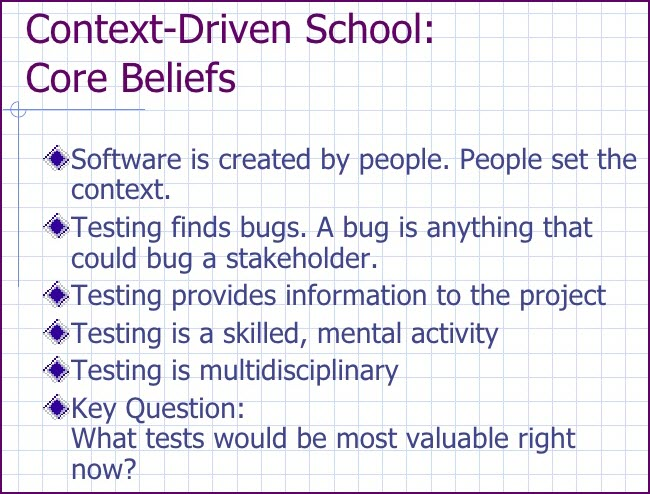 Context-Driven School:
Core Beliefs
Software is created by people. People set the
context.
Testing finds bugs. A bug is anything that
could bug a stakeholder.
Testing provides information to the project
Testing is a skilled, mental activity
Testing is multidisciplinary
Key Question:
What tests would be most valuable right
now?